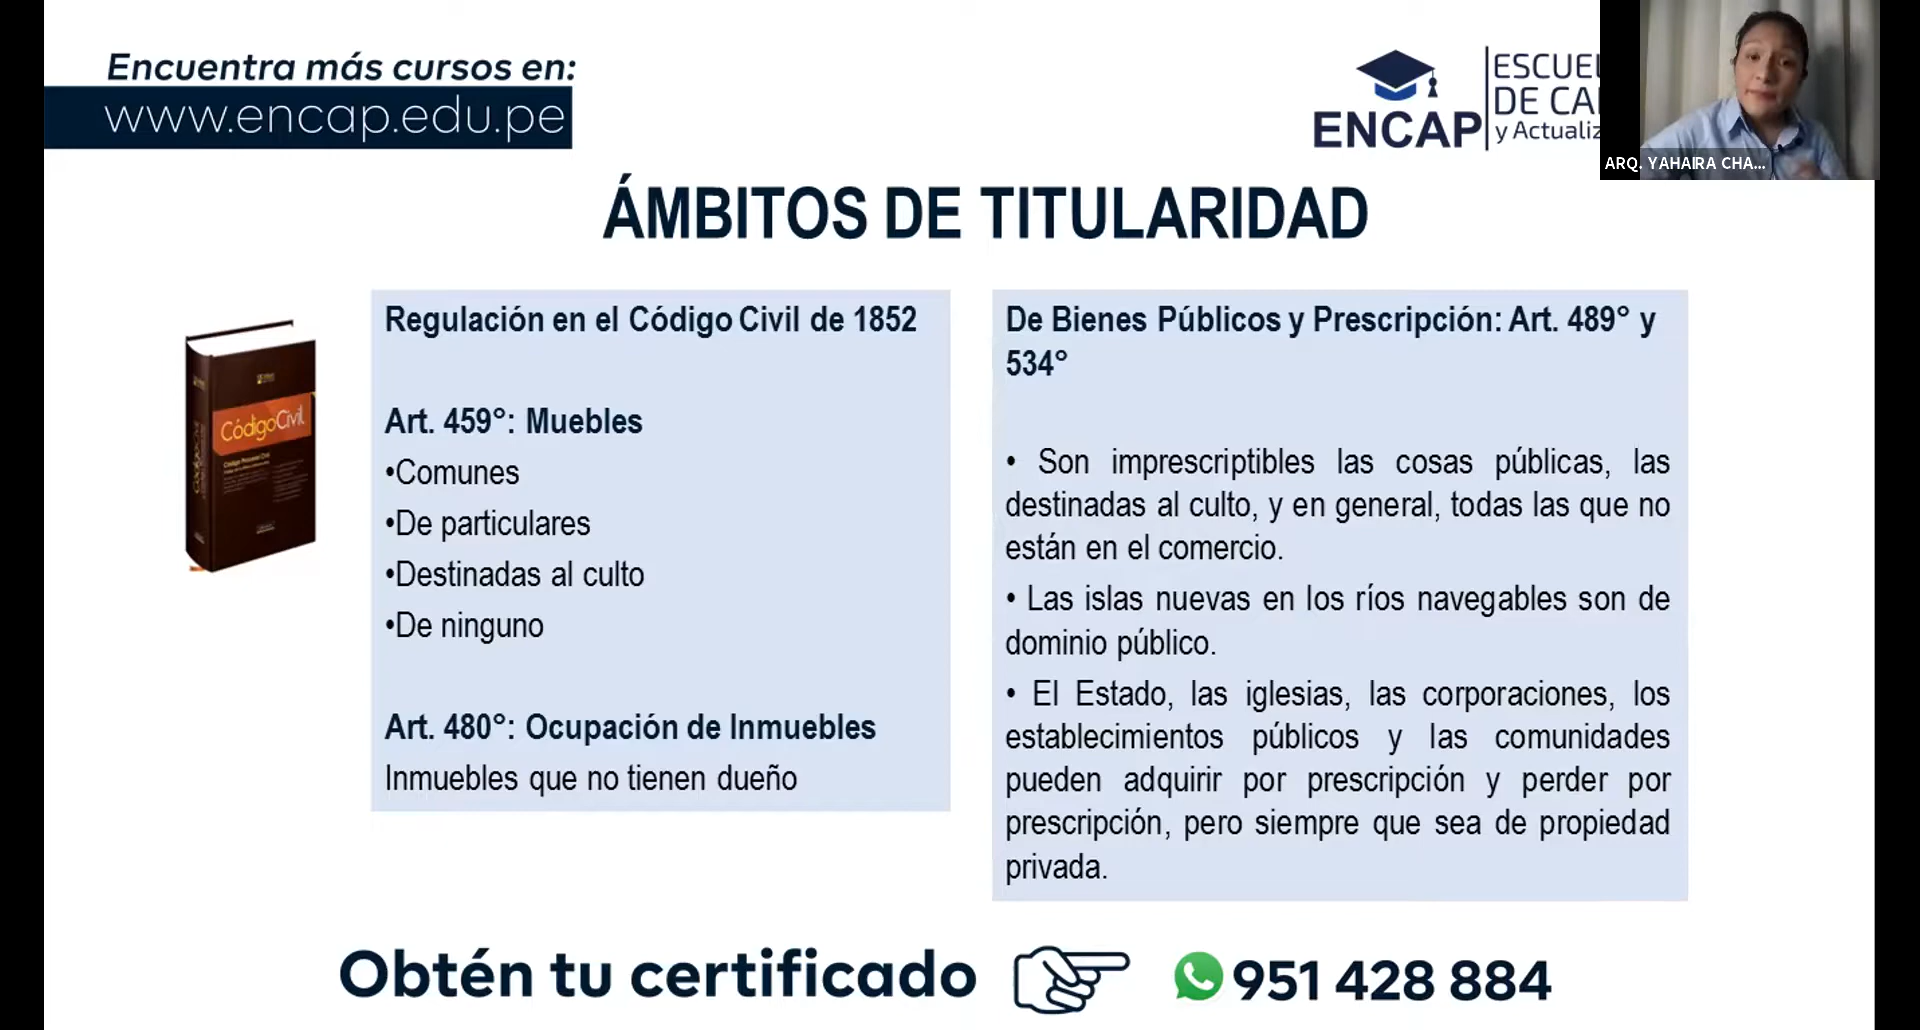 Encuentra más cursos en:
www.encap.edu.pe
ENCAP
ESCUEL
DE CA
y Actualiz
ARQ. YAHAIRA CHA...
ÁMBITOS DE TITULARIDAD
CódigoCivil
Regulación en el Código Civil de 1852
Art. 459°: Muebles
•Comunes
•De particulares
•Destinadas al culto
•De ninguno
Art. 480°: Ocupación de Inmuebles
Inmuebles que no tienen dueño
De Bienes Públicos y Prescripción: Art. 489° y
534°
• Son imprescriptibles las cosas públicas, las
destinadas al culto, y en general, todas las que no
están en el comercio.
• Las islas nuevas en los ríos navegables son de
dominio público.
• El Estado, las iglesias, las corporaciones, los
establecimientos públicos y las comunidades
pueden adquirir por prescripción y perder por
prescripción, pero siempre que sea de propiedad
privada.
Obtén tu certificado
951 428 884